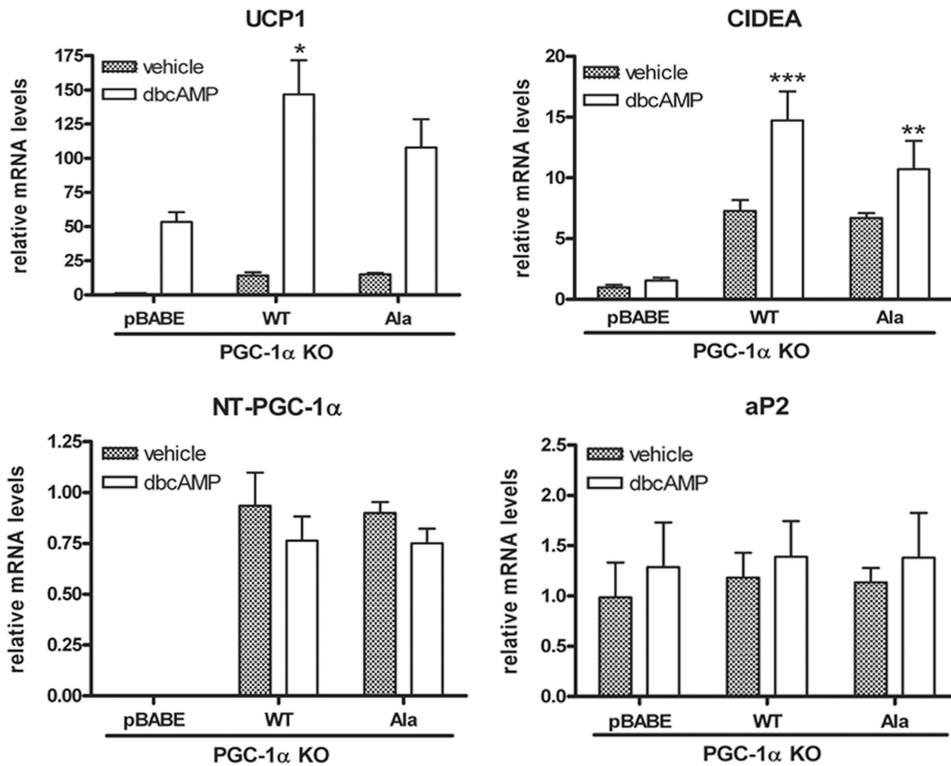 UCP1
relative mRNA levels
175
150
125
100
75
50
25
0
vehicle
dbcAMP
*
pBABE WT Ala
PGC-1α KO
CIDEA
relative mRNA levels
20
15
10
5
0
vehicle
dbcAMP
***
**
pBABE WT Ala
PGC-1α KO
NT-PGC-1α
relative mRNA levels
1.25
1.00
0.75
0.50
0.25
0.00
vehicle
dbcAMP
pBABE WT Ala
PGC-1α KO
aP2
relative mRNA levels
2.5
2.0
1.5
1.0
0.5
0.0
vehicle
dbcAMP
pBABE WT Ala
PGC-1α KO